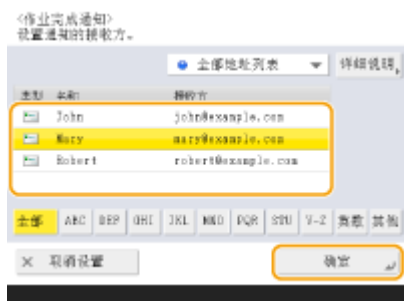 <作业完成通知>
设置通知的接收方。
全部地址列表 详细说明
类型 名称 接收方
John john@example.com
Mary mary@example.com
Robert robert@example.com
全部 ABC DEF GHI JKL MNO PQR STU V-Z 其他
× 取消设置 确定